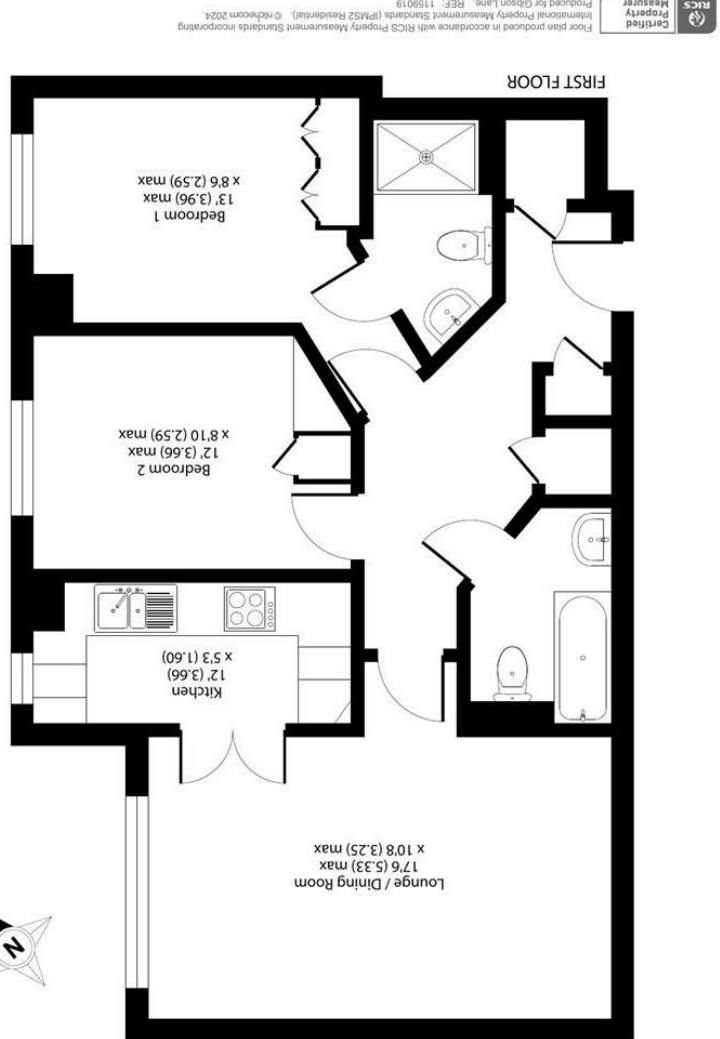 Lounge / Dining Room
17'6 (5.33) max
x 10'8 (3.25) max
Kitchen
12' (3.66)
x 5'3 (1.60)
Bedroom 2
12' (3.66) max
x 8'10 (2.59) max
Bedroom 1
13' (3.96) max
x 8'6 (2.59) max
N
FIRST FLOOR
Certified
Property
Measurer
RICS
Floor plan produced in accordance with RICS Property Measurement Standards incorporating
International Property Measurement Standards (IPMS2 Residential). © nichecom 2024.
Produced for Gibson Lane. REF: 1159019